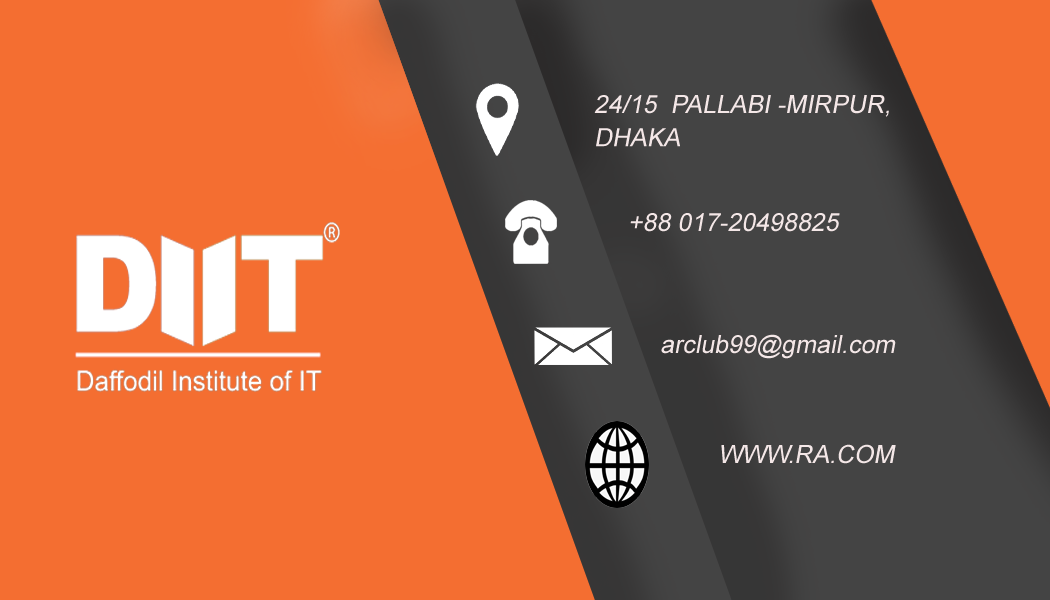 DIIT®
Daffodil Institute of IT
24/15 PALLABI -MIRPUR,
DHAKA
+88 017-20498825
arclub99@gmail.com
WWW.RA.COM